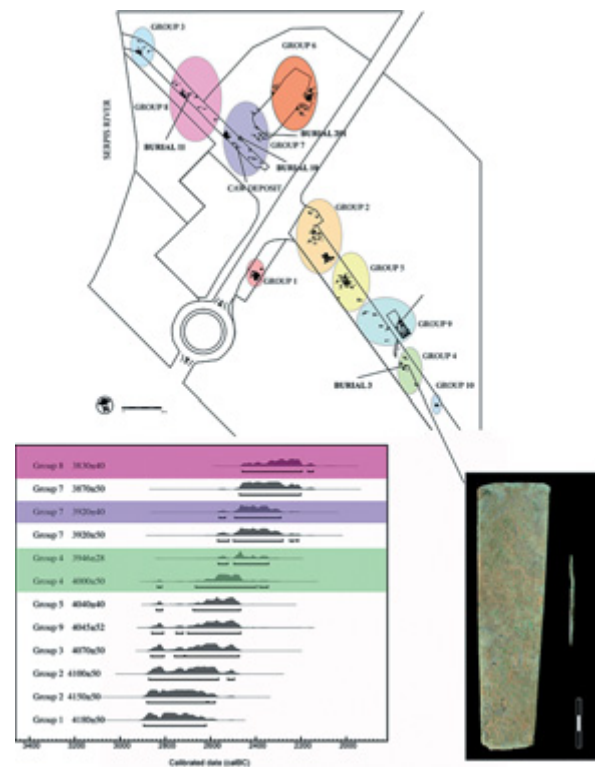 GROUP 3
GROUP 6
GROUP 8
BURIAL 11
SERPIS RIVER
BURIAL
GROUP 7
BURIAL 10
CAW DEPOSIT
GROUP 2
GROUP 1
GROUP 5
GROUP 9
GROUP 4
BURIAL 3
GROUP 10
Group 8 3830±40
Group 7 3870±50
Group 7 3920±40
Group 7 3920±50
Group 4 3946±28
Group 4 4000±50
Group 5 4040±40
Group 9 4045±52
Group 3 4070±50
Group 2 4100±50
Group 2 4150±50
Group 1 4180±50
3400 2800 2600 2400 2200 2000
Calibrated date (calBC)